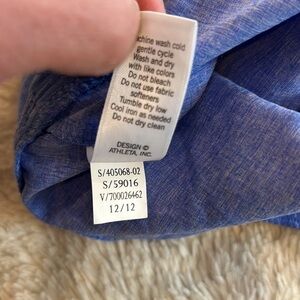 chine wash cold
gentle cycle
Wash and dry
with like colors
Do not bleach
Do not use fabric
softeners
Tumble dry low
Cool iron as needed
Do not dry clean
DESIGN ©
ATHLETA, INC.
S/405068-02
S/59016
V/700026462
12/12